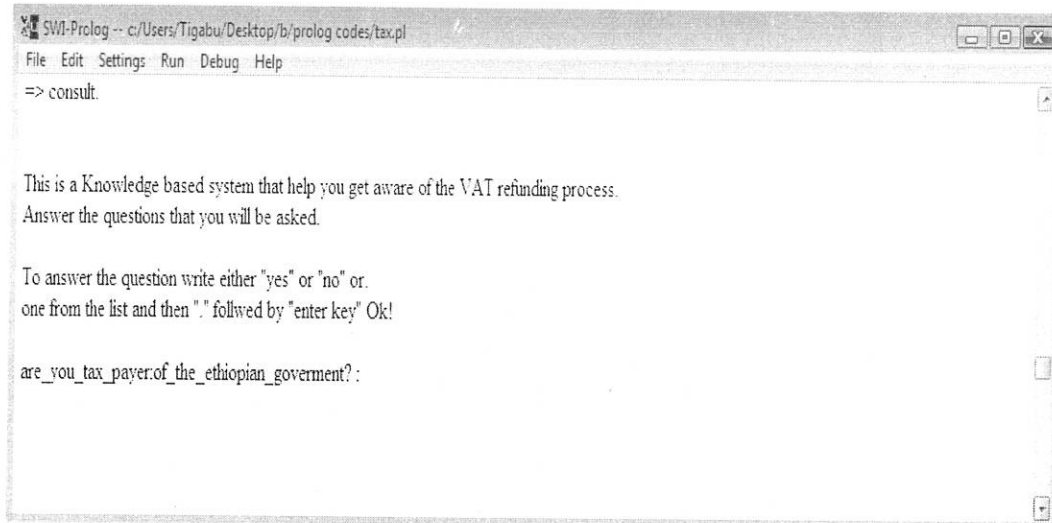 SWI-Prolog -- c:/Users/Tigabu/Desktop/b/prolog codes/tax.pl
File Edit Settings Run Debug Help
=> consult.
This is a Knowledge based system that help you get aware of the VAT refunding process.
Answer the questions that you will be asked.
To answer the question write either "yes" or "no" or.
one from the list and then "." follwed by "enter key" Ok!
are_you_tax_payer:of_the_ethiopian_goverment? :